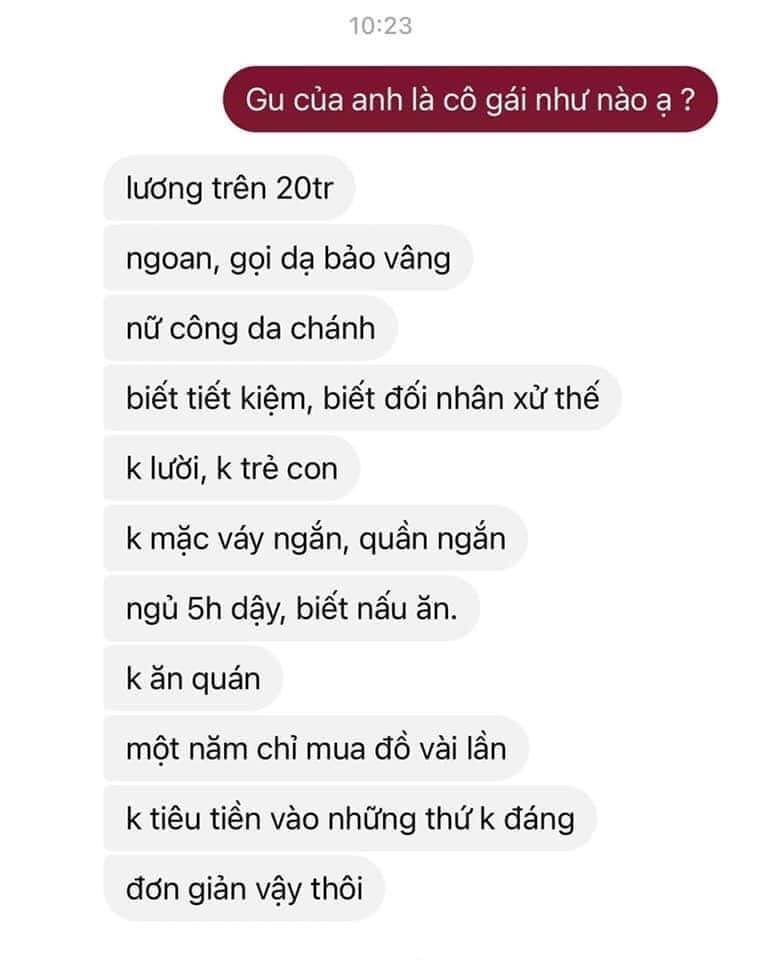 10:23
Gu của anh là cô gái như nào ạ ?
lương trên 20tr
ngoan, gọi dạ bảo vâng
nữ công da chánh
biết tiết kiệm, biết đối nhân xử thế
k lười, k trẻ con
k mặc váy ngắn, quần ngắn
ngủ 5h dậy, biết nấu ăn.
k ăn quán
một năm chỉ mua đồ vài lần
k tiêu tiền vào những thứ k đáng
đơn giản vậy thôi